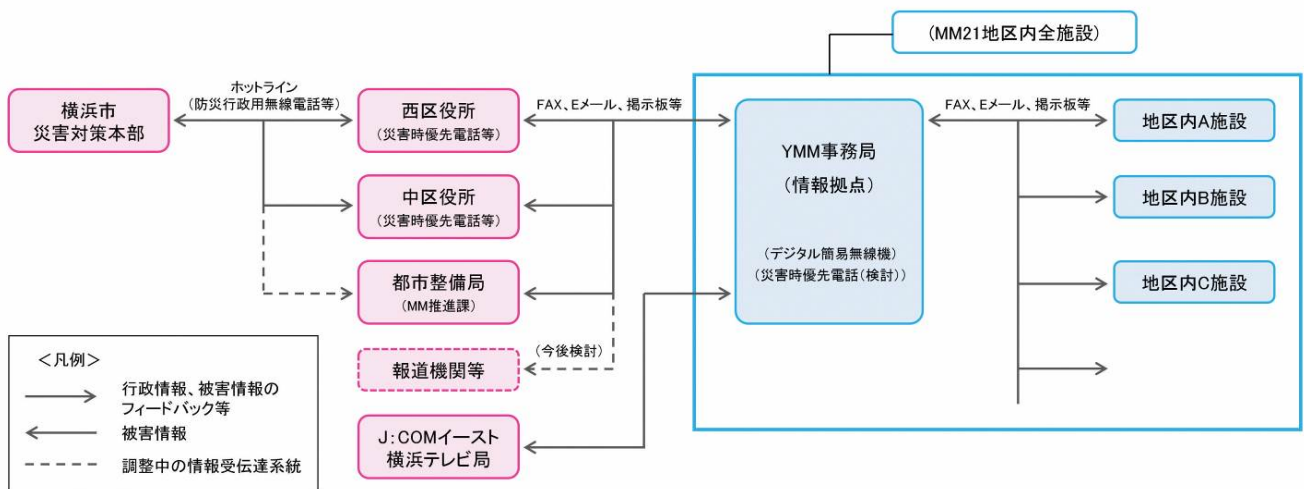 (MM21地区内全施設)
ホットライン
(防災行政用無線電話等)
横浜市
災害対策本部
西区役所
(災害時優先電話等)
FAX、Eメール、掲示板等
YMM事務局
(情報拠点)
(デジタル簡易無線機)
(災害時優先電話(検討))
FAX、Eメール、掲示板等
地区内A施設
中区役所
(災害時優先電話等)
地区内B施設
都市整備局
(MM推進課)
地区内C施設
報道機関等
(今後検討)
J:COMイースト
横浜テレビ局
<凡例>
行政情報、被害情報の
フィードバック等
被害情報
調整中の情報受伝達系統